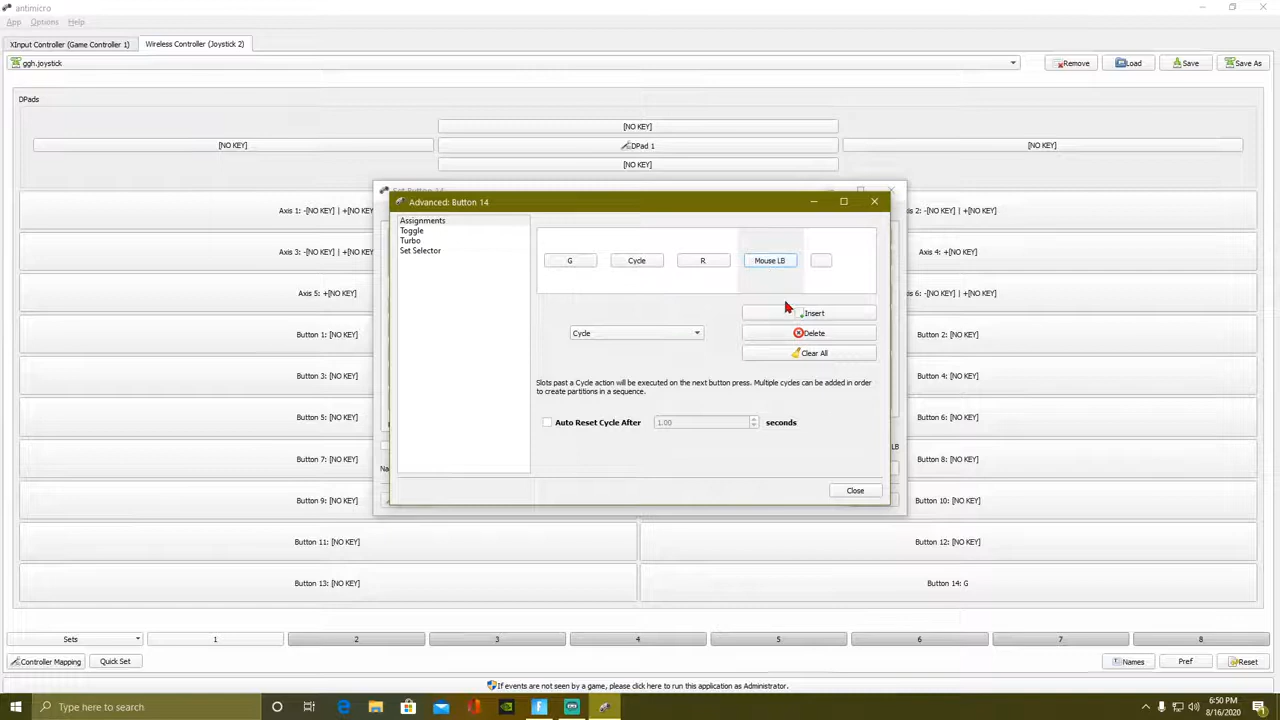 antimicro
App Options Help
XInput Controller (Game Controller 1) Wireless Controller (Joystick 2)
ggh.joystick Remove Load Save Save As
DPads
[NO KEY]
[NO KEY] DPad 1 [NO KEY]
[NO KEY]
Axis 1: -[NO KEY] | +[NO KEY] s 2: -[NO KEY] | +[NO KEY]
Axis 3: -[NO KEY] | +[NO KE xis 4: +[NO KEY]
Axis 5: +[NO KEY]
Button 1: [NO KEY] Button 2: [NO KEY]
Button 3: [NO KEY] Button 4: [NO KEY]
Button 5: [NO KEY] Button 6: [NO KEY]
Button 7: [NO KEY] Button 8: [NO KEY]
Button 9: [NO KEY] Button 10: [NO KEY]
Button 11: [NO KEY] Button 12: [NO KEY]
Button 13: [NO KEY] Button 14: G
Set Button 14
Advanced: Button 14
Assignments
Toggle
Turbo
Set Selector
G Cycle R Mouse LB
Insert
Cycle Delete
Clear All
Slots past a Cycle action will be executed on the next button press. Multiple cycles can be added in order
to create partitions in a sequence.
Auto Reset Cycle After 1.00 seconds
LB
Na
Close
Sets 1 2 3 4 5 6 7 8
Controller Mapping Quick Set Names Pref Reset
If events are not seen by a game, please click here to run this application as Administrator.
Type here to search 6:50 PM
8/16/2020